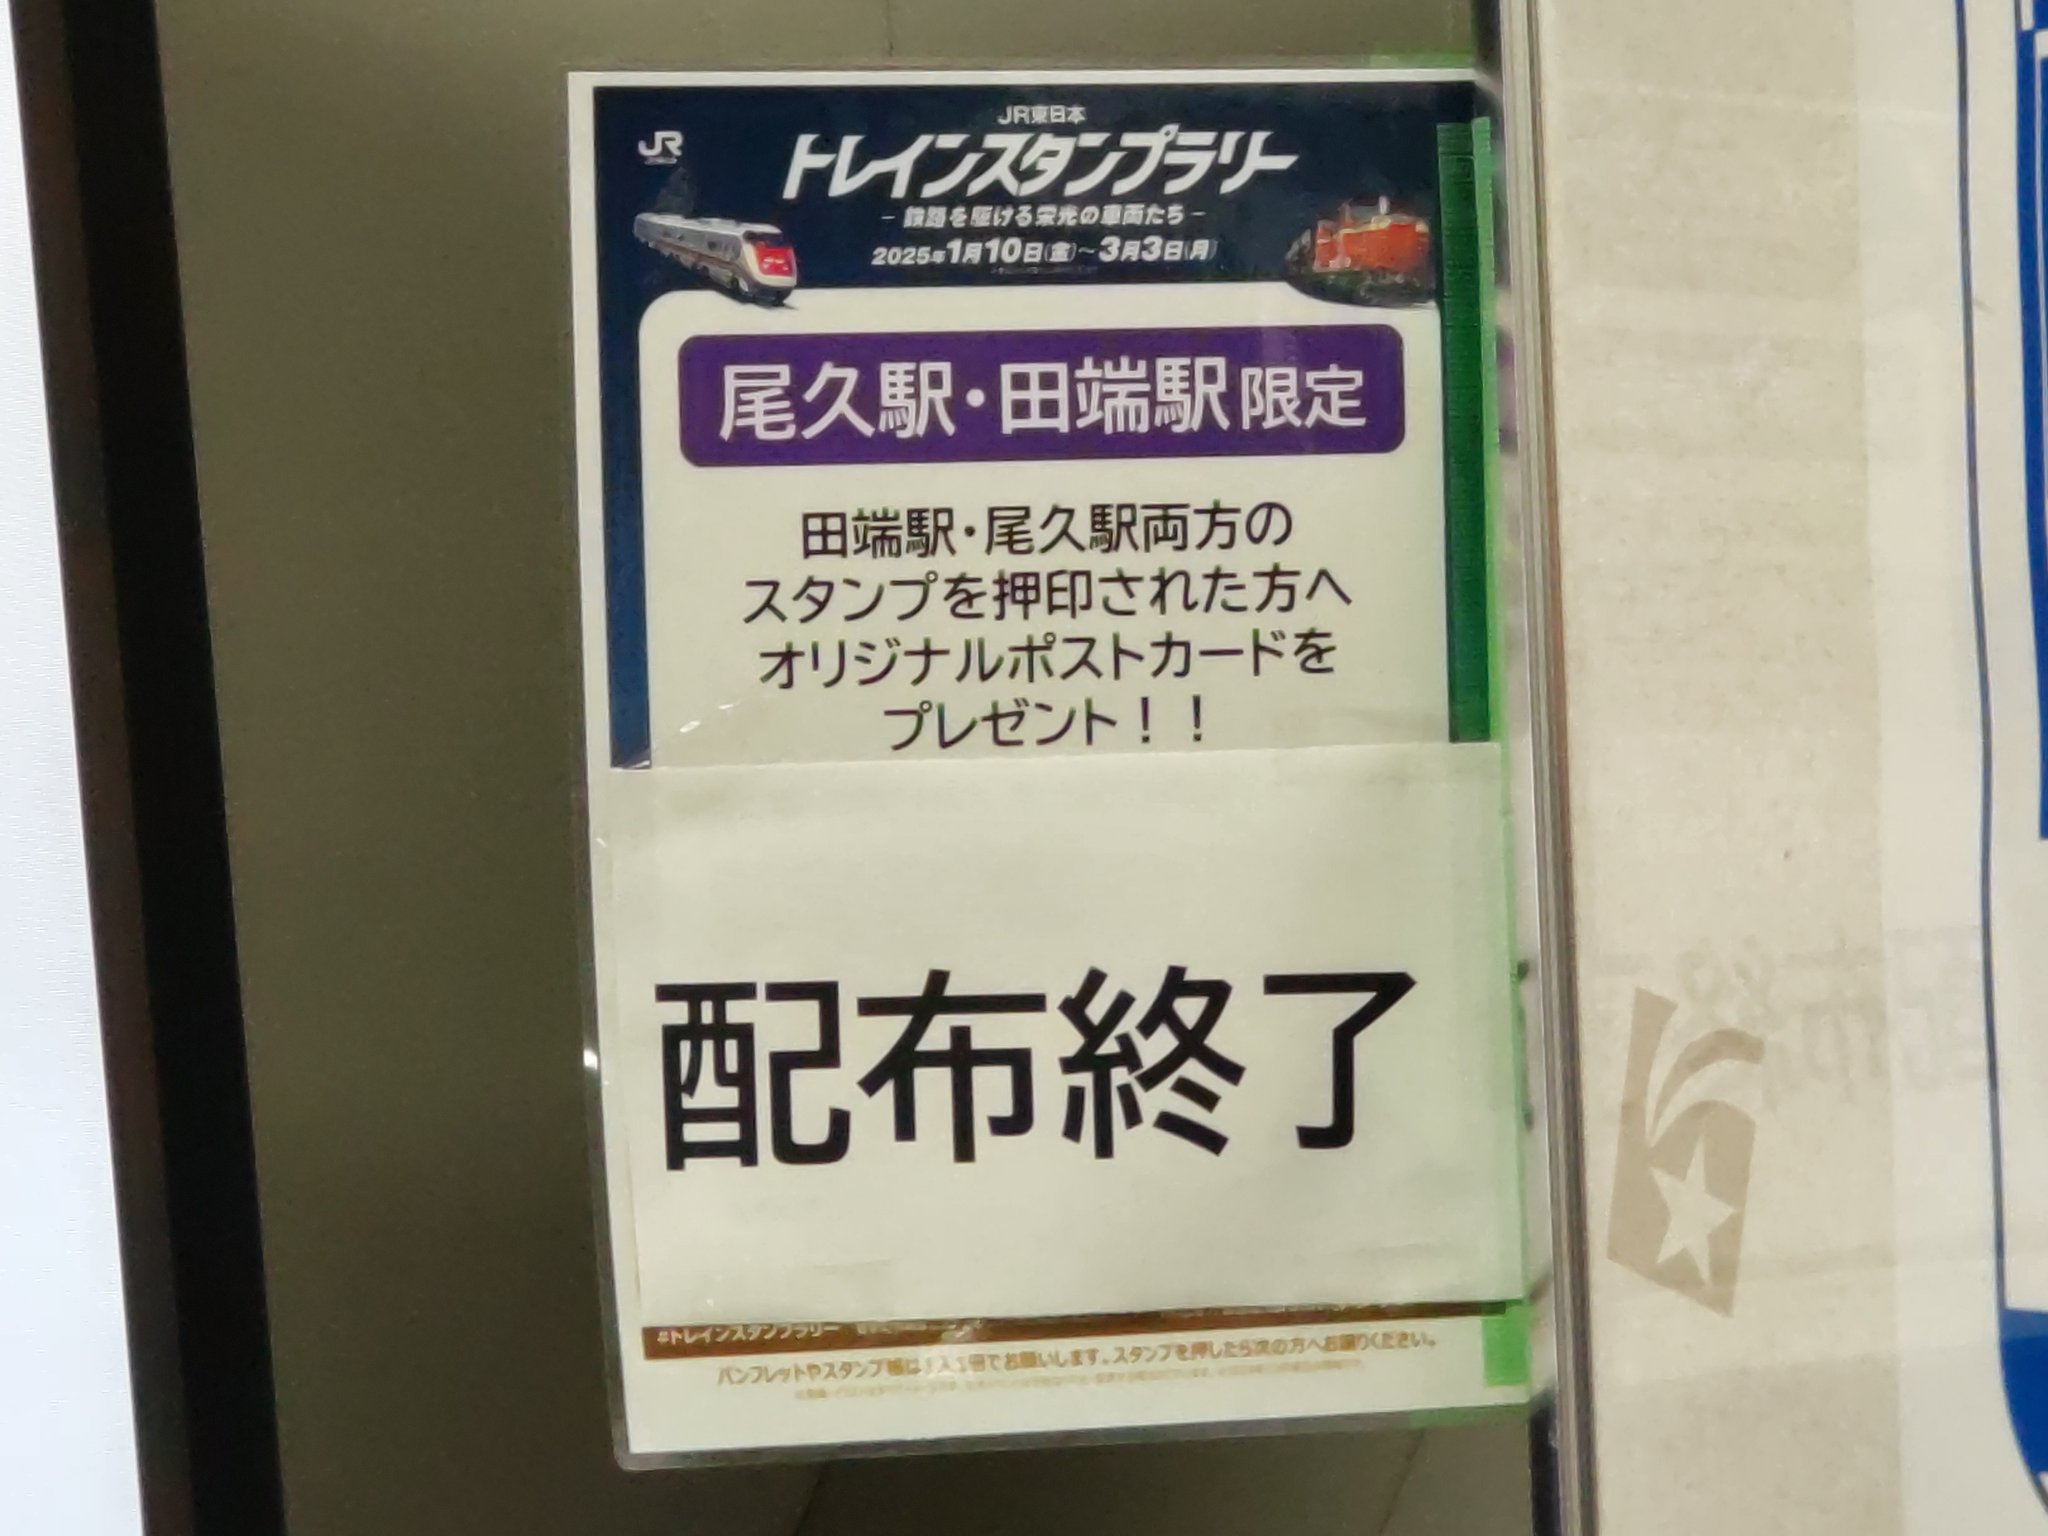 JR東日本
トレインスタンプラリー
JR
- 鉄路を駆ける栄光の車両たち -
2025年1月10日(金)~3月3日(月)
尾久駅・田端駅 限定
田端駅・尾久駅両方の
スタンプを押印された方へ
オリジナルポストカードを
プレゼント！！
配布終了
#トレインスタンプラリー
パンフレットやスタンプ帳は1人1冊でお願いします。スタンプを押したら次の方へお譲りください。